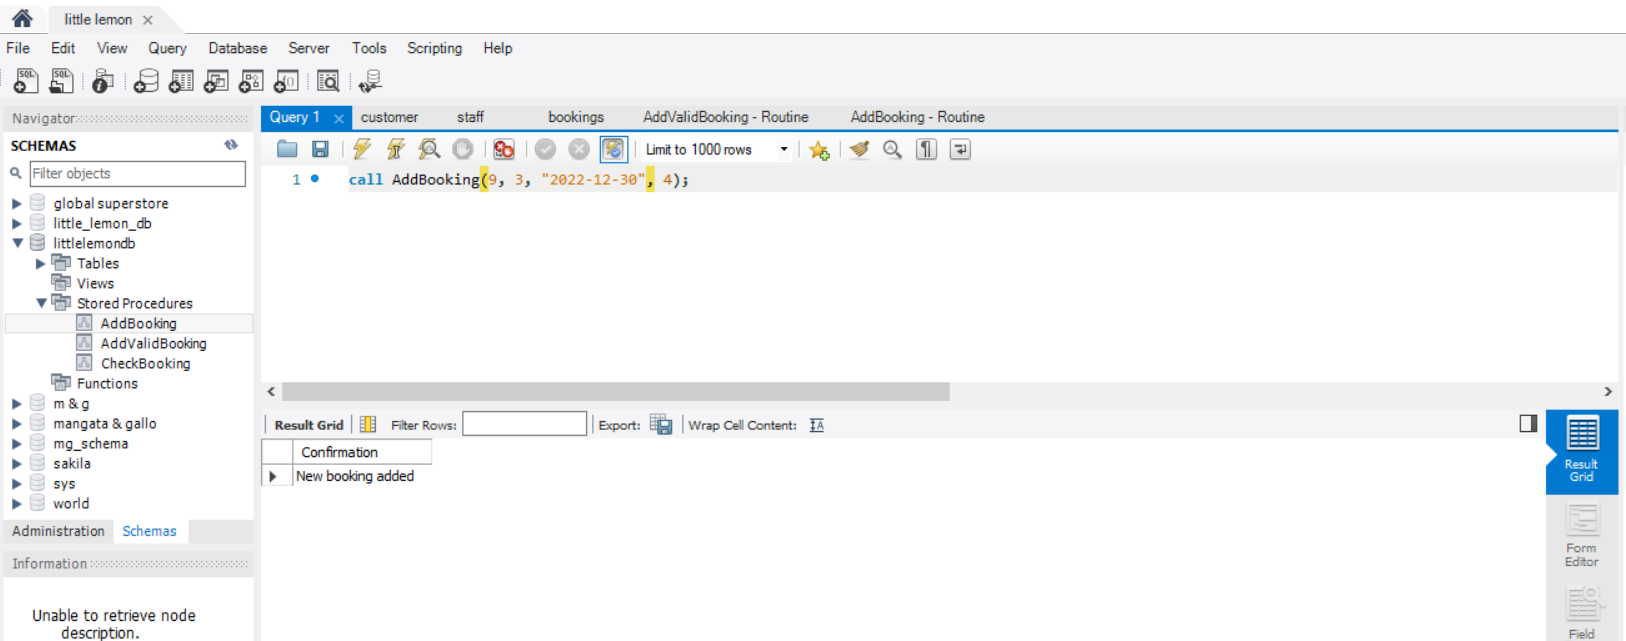 little lemon
File Edit View Query Database Server Tools Scripting Help
SQL SQL
Navigator
SCHEMAS
Filter objects
global superstore
little_lemon_db
littlelemondb
Tables
Views
Stored Procedures
AddBooking
AddValidBooking
CheckBooking
Functions
m & g
mangata & gallo
mg_schema
sakila
sys
world
Administration Schemas
Information
Unable to retrieve node
description.
Query 1 customer staff bookings AddValidBooking - Routine AddBooking - Routine
Limit to 1000 rows
1 call AddBooking(9, 3, "2022-12-30", 4);
Result Grid Filter Rows: Export: Wrap Cell Content: IA
Confirmation
New booking added
Result
Grid
Form
Editor
Field